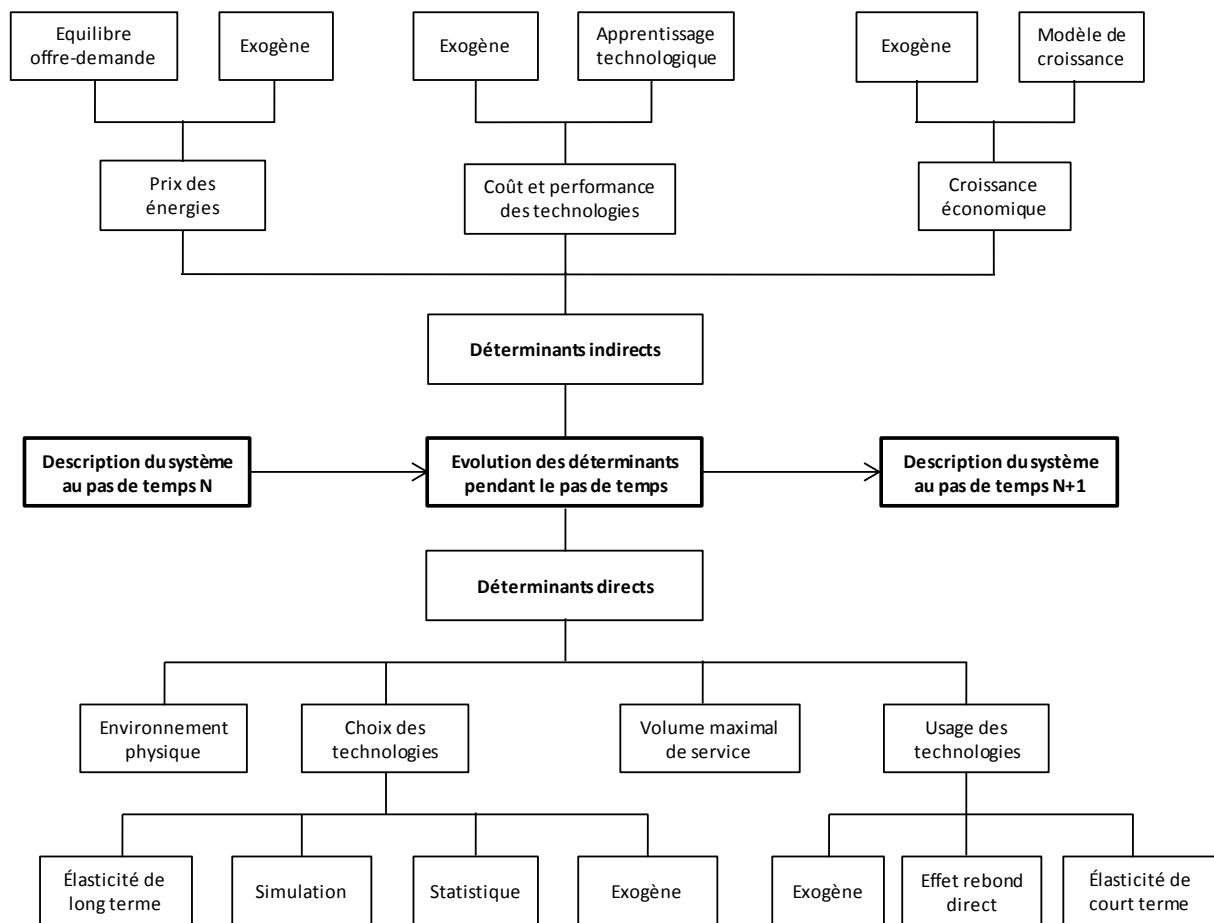 Equilibre
offre-demande
Exogène
Exogène
Apprentissage
technologique
Exogène
Modèle de
croissance
Prix des
énergies
Coût et performance
des technologies
Croissance
économique
Déterminants indirects
Description du système
au pas de temps N
Evolution des déterminants
pendant le pas de temps
Description du système
au pas de temps N+1
Déterminants directs
Environnement
physique
Choix des
technologies
Volume maximal
de service
Usage des
technologies
Élasticité de
long terme
Simulation
Statistique
Exogène
Exogène
Effet rebond
direct
Élasticité de
court terme